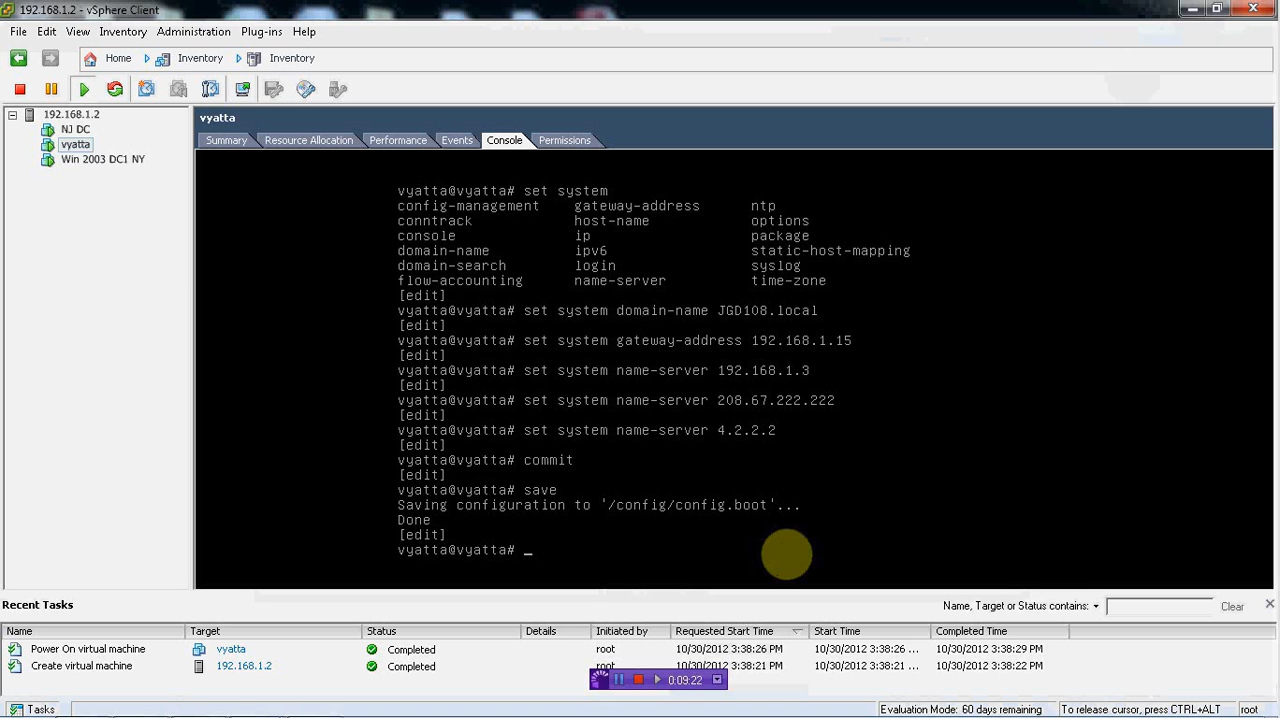 192.168.1.2 - vSphere Client
File Edit View Inventory Administration Plug-ins Help
Home Inventory Inventory
192.168.1.2
NJ DC
vyatta
Win 2003 DC1 NY
vyatta
Summary Resource Allocation Performance Events Console Permissions
vyatta@vyatta# set system
config-management gateway-address ntp
conntrack host-name options
console ip package
domain-name ipv6 static-host-mapping
domain-search login syslog
flow-accounting name-server time-zone
[edit]
vyatta@vyatta# set system domain-name JGD108.local
[edit]
vyatta@vyatta# set system gateway-address 192.168.1.15
[edit]
vyatta@vyatta# set system name-server 192.168.1.3
[edit]
vyatta@vyatta# set system name-server 208.67.222.222
[edit]
vyatta@vyatta# set system name-server 4.2.2.2
[edit]
vyatta@vyatta# commit
[edit]
vyatta@vyatta# save
Saving configuration to '/config/config.boot'...
Done
[edit]
vyatta@vyatta# _
Recent Tasks Name, Target or Status contains: Clear
Name Target Status Details Initiated by Requested Start Time Start Time Completed Time
Power On virtual machine vyatta Completed root 10/30/2012 3:38:26 PM 10/30/2012 3:38:26 ... 10/30/2012 3:38:29 PM
Create virtual machine 192.168.1.2 Completed root 10/30/2012 3:38:21 PM 10/30/2012 3:38:21 ... 10/30/2012 3:38:22 PM
0:09:22
Tasks Evaluation Mode: 60 days remaining To release cursor, press CTRL+ALT root